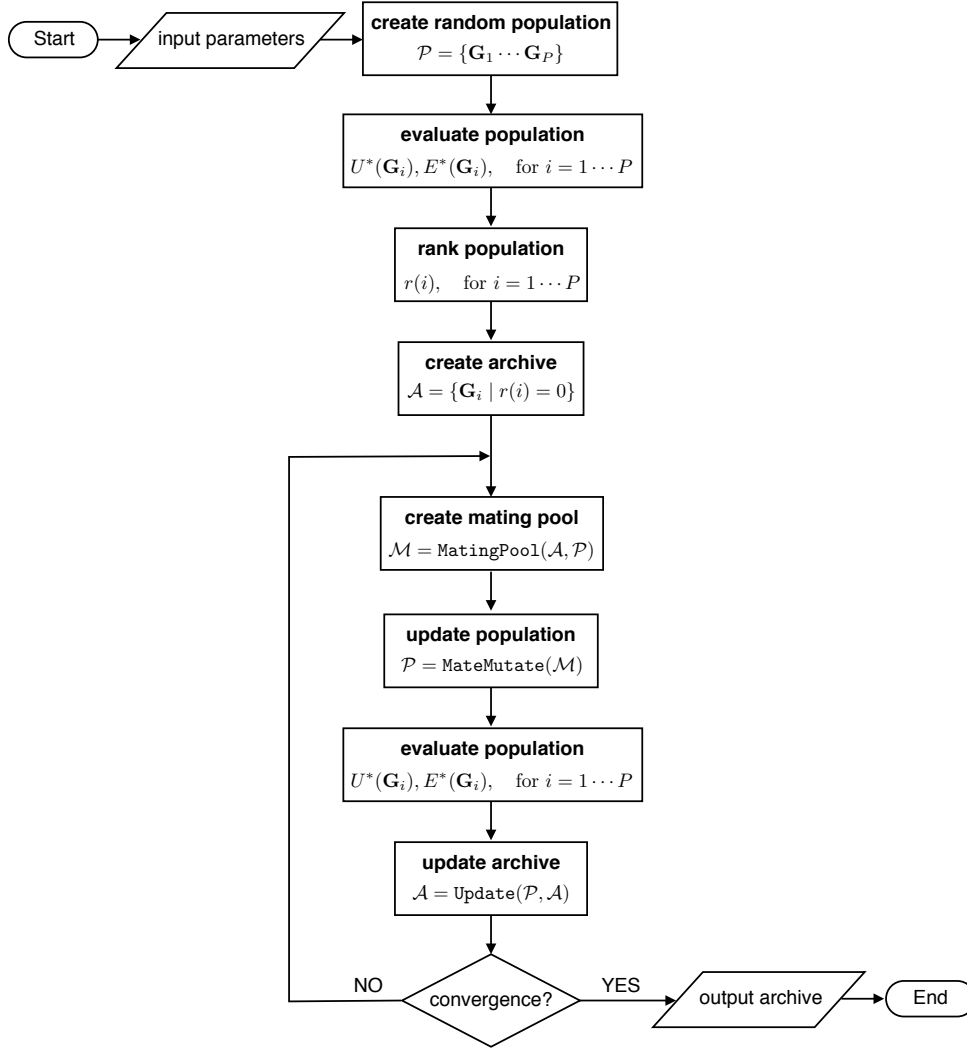 Start
input parameters
create random population
𝒫 = {𝐆₁ ⋯ 𝐆_P}
evaluate population
U*(𝐆ᵢ), E*(𝐆ᵢ), for i = 1 ⋯ P
rank population
r(i), for i = 1 ⋯ P
create archive
𝒜 = {𝐆ᵢ | r(i) = 0}
create mating pool
ℳ = MatingPool(𝒜, 𝒫)
update population
𝒫 = MateMutate(ℳ)
evaluate population
U*(𝐆ᵢ), E*(𝐆ᵢ), for i = 1 ⋯ P
update archive
𝒜 = Update(𝒫, 𝒜)
NO
convergence?
YES
output archive
End